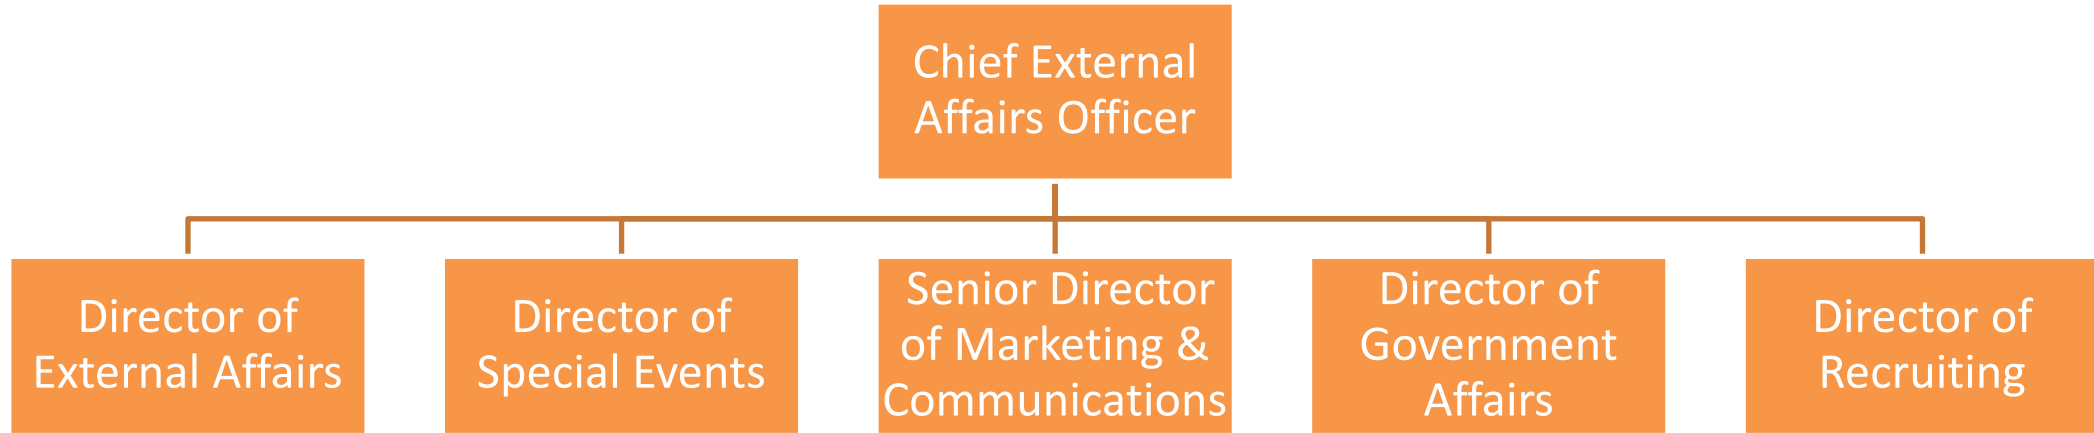 Chief External
Affairs Officer
Director of
External Affairs
Director of
Special Events
Senior Director
of Marketing &
Communications
Director of
Government
Affairs
Director of
Recruiting